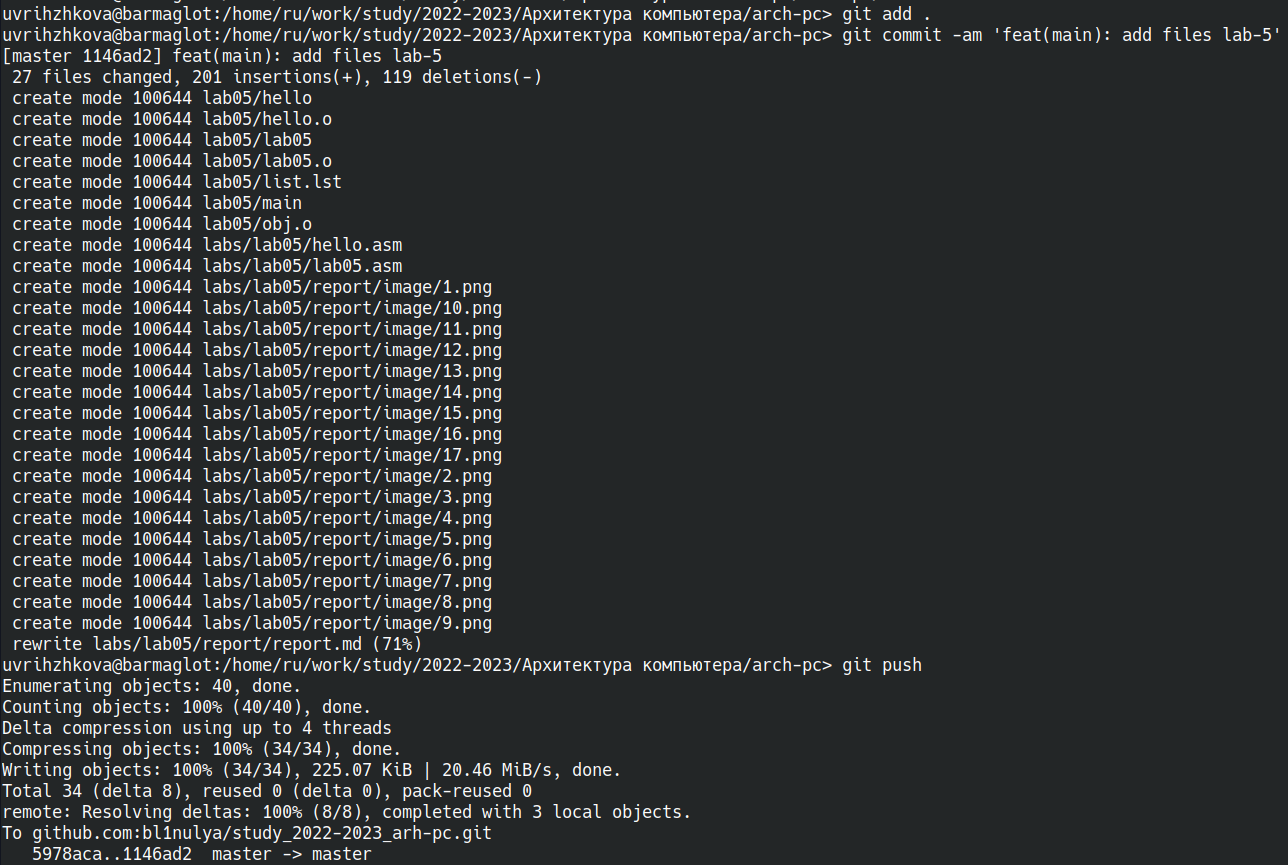 uvrihzhkova@barmaglot:/home/ru/work/study/2022-2023/Архитектура компьютера/arch-pc> git add .
uvrihzhkova@barmaglot:/home/ru/work/study/2022-2023/Архитектура компьютера/arch-pc> git commit -am 'feat(main): add files lab-5'
[master 1146ad2] feat(main): add files lab-5
 27 files changed, 201 insertions(+), 119 deletions(-)
 create mode 100644 lab05/hello
 create mode 100644 lab05/hello.o
 create mode 100644 lab05/lab05
 create mode 100644 lab05/lab05.o
 create mode 100644 lab05/list.lst
 create mode 100644 lab05/main
 create mode 100644 lab05/obj.o
 create mode 100644 labs/lab05/hello.asm
 create mode 100644 labs/lab05/lab05.asm
 create mode 100644 labs/lab05/report/image/1.png
 create mode 100644 labs/lab05/report/image/10.png
 create mode 100644 labs/lab05/report/image/11.png
 create mode 100644 labs/lab05/report/image/12.png
 create mode 100644 labs/lab05/report/image/13.png
 create mode 100644 labs/lab05/report/image/14.png
 create mode 100644 labs/lab05/report/image/15.png
 create mode 100644 labs/lab05/report/image/16.png
 create mode 100644 labs/lab05/report/image/17.png
 create mode 100644 labs/lab05/report/image/2.png
 create mode 100644 labs/lab05/report/image/3.png
 create mode 100644 labs/lab05/report/image/4.png
 create mode 100644 labs/lab05/report/image/5.png
 create mode 100644 labs/lab05/report/image/6.png
 create mode 100644 labs/lab05/report/image/7.png
 create mode 100644 labs/lab05/report/image/8.png
 create mode 100644 labs/lab05/report/image/9.png
 rewrite labs/lab05/report/report.md (71%)
uvrihzhkova@barmaglot:/home/ru/work/study/2022-2023/Архитектура компьютера/arch-pc> git push
Enumerating objects: 40, done.
Counting objects: 100% (40/40), done.
Delta compression using up to 4 threads
Compressing objects: 100% (34/34), done.
Writing objects: 100% (34/34), 225.07 KiB | 20.46 MiB/s, done.
Total 34 (delta 8), reused 0 (delta 0), pack-reused 0
remote: Resolving deltas: 100% (8/8), completed with 3 local objects.
To github.com:bl1nulya/study_2022-2023_arh-pc.git
   5978aca..1146ad2  master -> master